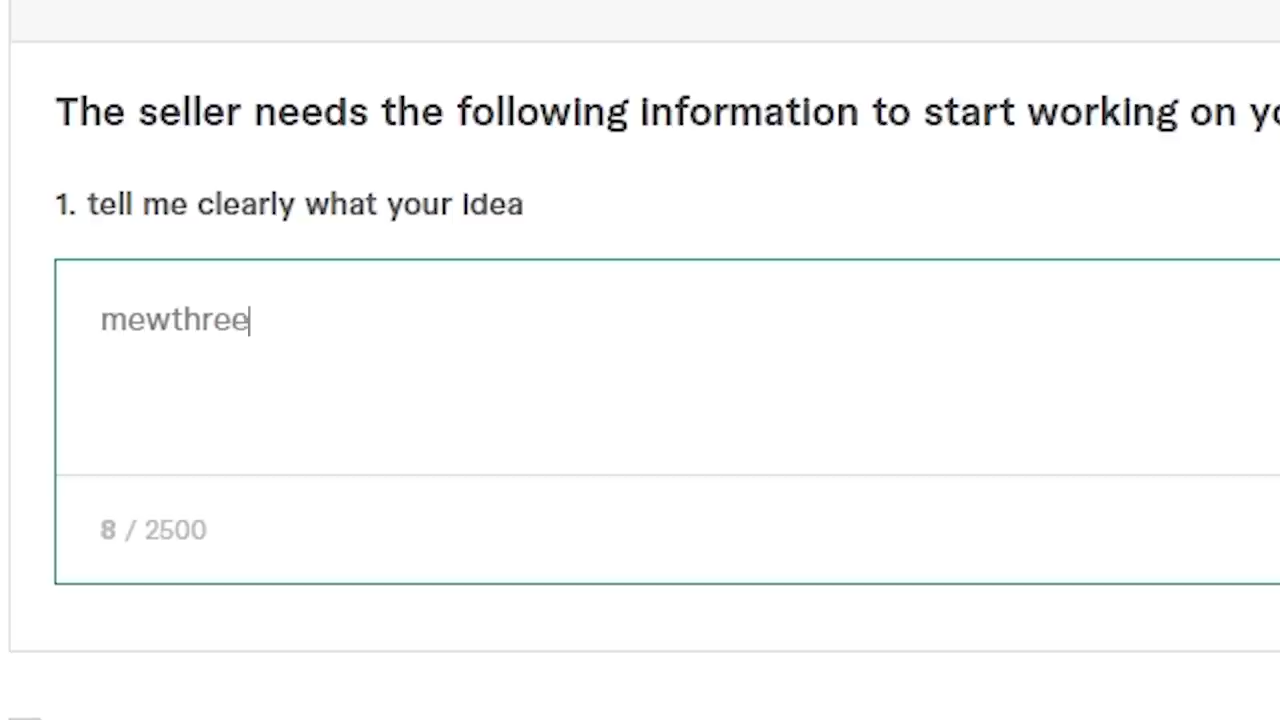 The seller needs the following information to start working on
1. tell me clearly what your idea
mewthree
8 / 2500